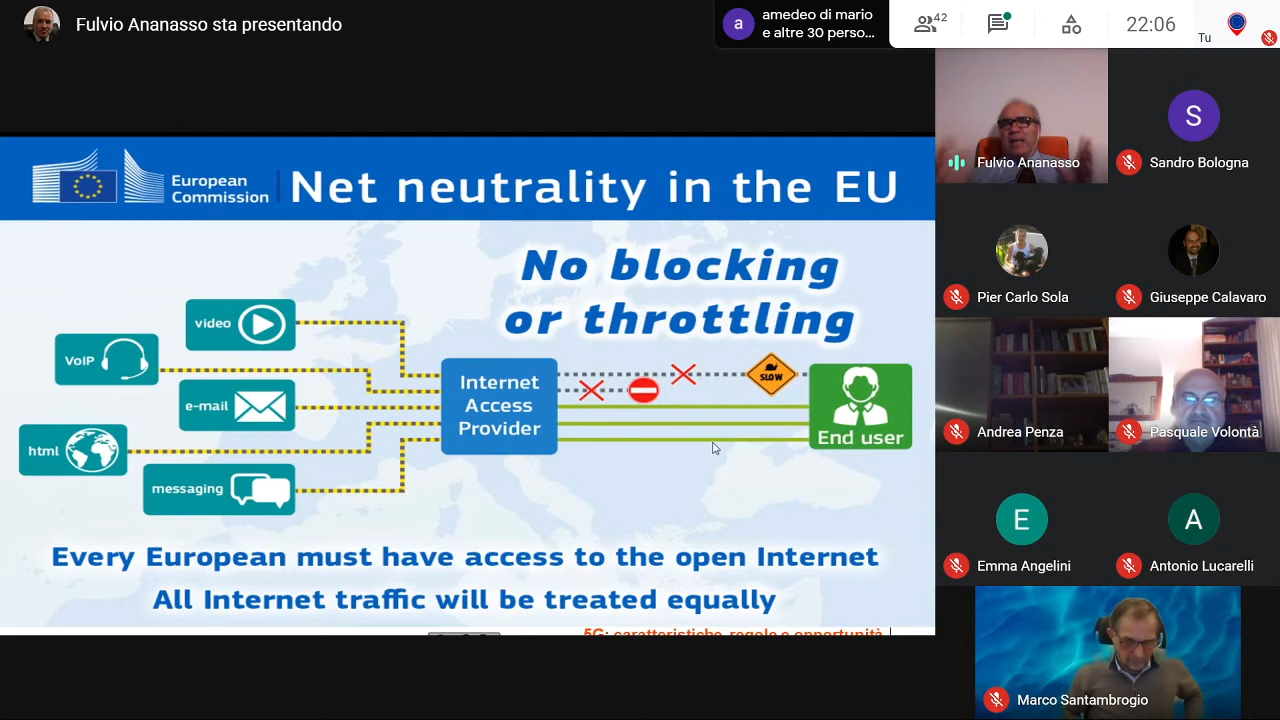 Fulvio Ananasso sta presentando
a
amedeo di mario
e altre 30 perso...
42
22:06
Tu
European
Commission
Net neutrality in the EU
No blocking
or throttling
video
VoIP
e-mail
html
messaging
Internet
Access
Provider
SLOW
End user
Every European must have access to the open Internet
All Internet traffic will be treated equally
5G: caratteristiche, regole e opportunità
Fulvio Ananasso
S
Sandro Bologna
Pier Carlo Sola
Giuseppe Calavaro
Andrea Penza
Pasquale Volontà
E
Emma Angelini
A
Antonio Lucarelli
Marco Santambrogio